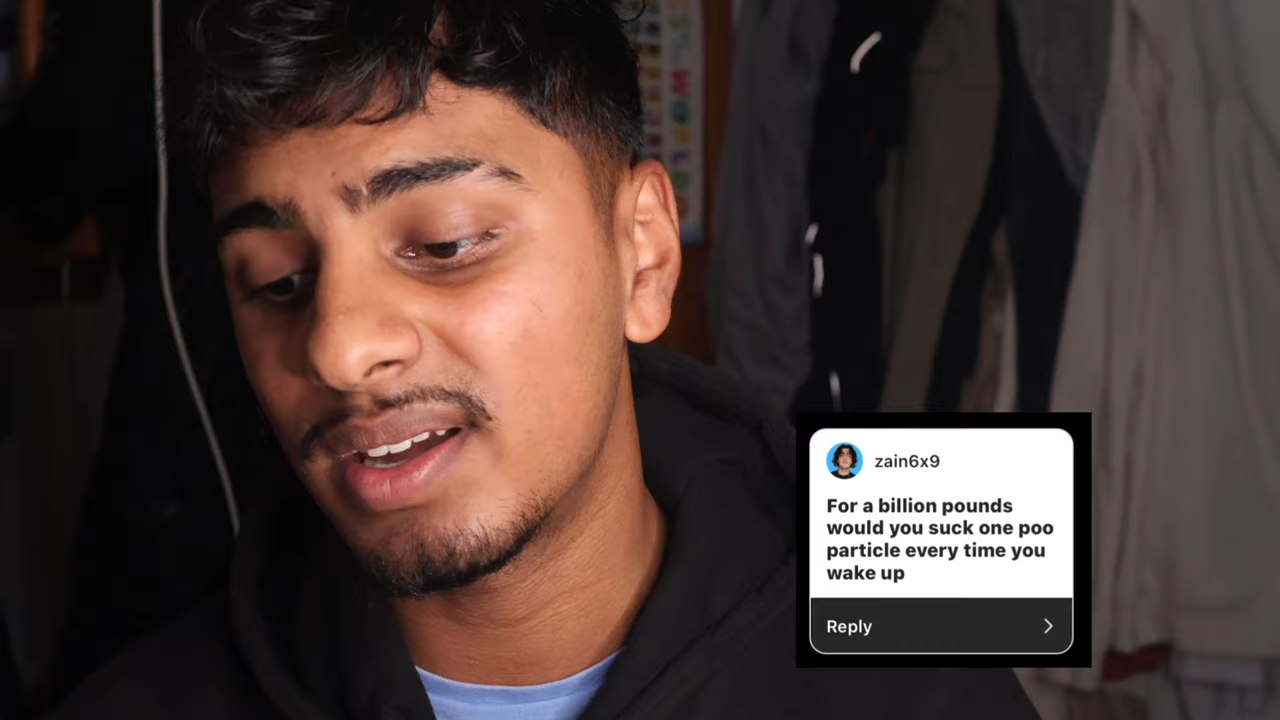 zain6x9
For a billion pounds
would you suck one poo
particle every time you
wake up
Reply